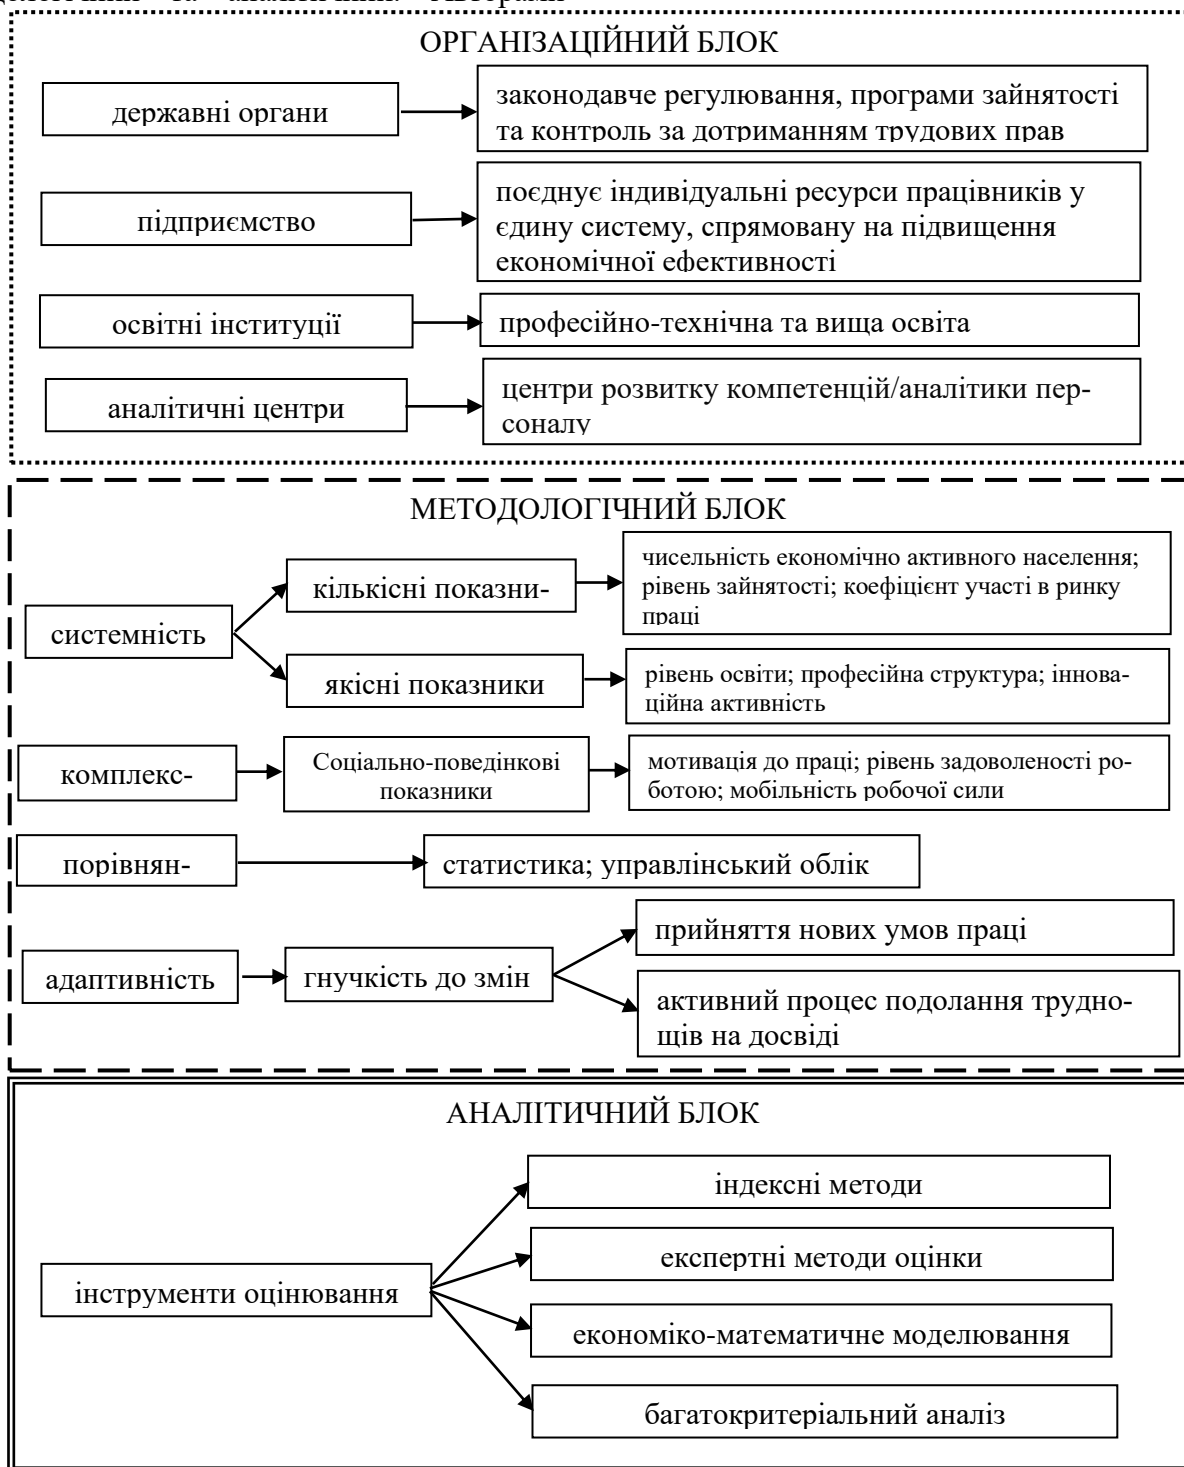 та аналітичний. Авторами
ОРГАНІЗАЦІЙНИЙ БЛОК
державні органи
законодавче регулювання, програми зайнятості
та контроль за дотриманням трудових прав
підприємство
поєднує індивідуальні ресурси працівників у
єдину систему, спрямовану на підвищення
економічної ефективності
освітні інституції
професійно-технічна та вища освіта
аналітичні центри
центри розвитку компетенцій/аналітики пер-
соналу
МЕТОДОЛОГІЧНИЙ БЛОК
системність
кількісні показни-
чисельність економічно активного населення;
рівень зайнятості; коефіцієнт участі в ринку
праці
якісні показники
рівень освіти; професійна структура; іннова-
ційна активність
комплекс-
Соціально-поведінкові
показники
мотивація до праці; рівень задоволеності ро-
ботою; мобільність робочої сили
порівнян-
статистика; управлінський облік
адаптивність
гнучкість до змін
прийняття нових умов праці
активний процес подолання трудно-
щів на досвіді
АНАЛІТИЧНИЙ БЛОК
інструменти оцінювання
індексні методи
експертні методи оцінки
економіко-математичне моделювання
багатокритеріальний аналіз